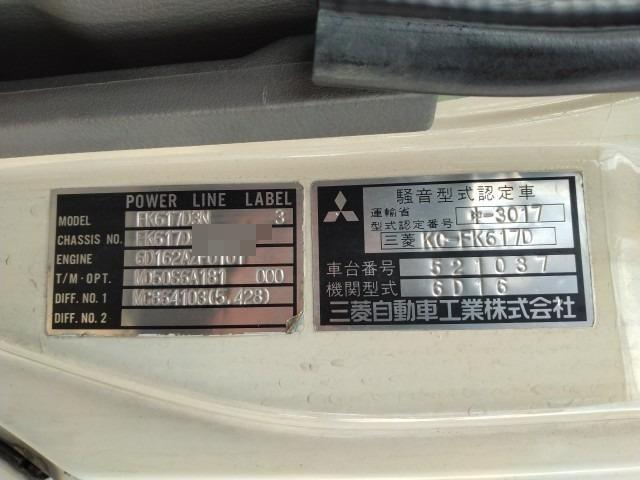 POWER LINE LABEL
MODEL FK617D3N 3
CHASSIS NO. FK617D
ENGINE
T/M・OPT. 000
DIFF. NO. 1 (5.428)
DIFF. NO. 2
騒音型式認定車
運輸省
型式認定番号 中-3017
三菱 KC-FK617D
車台番号 521037
機関型式 6D16
三菱自動車工業株式会社